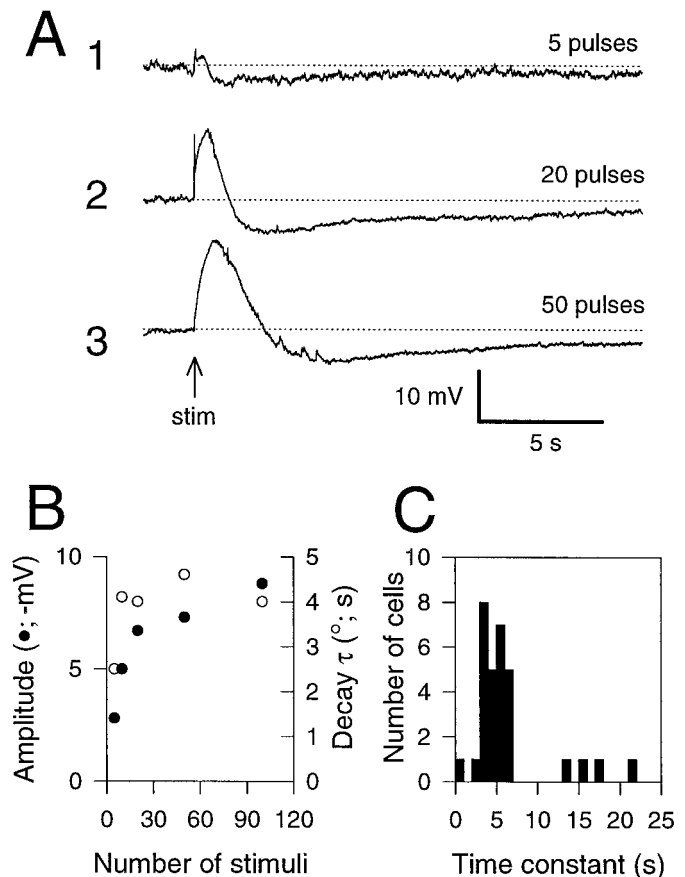 A
1
5 pulses
2
20 pulses
3
50 pulses
stim
10 mV
5 s
B
Amplitude (●; -mV)
10
5
0
5
4
3
2
1
0
Decay τ (○; s)
0 30 60 90 120
Number of stimuli
C
Number of cells
10
8
6
4
2
0
0 5 10 15 20 25
Time constant (s)